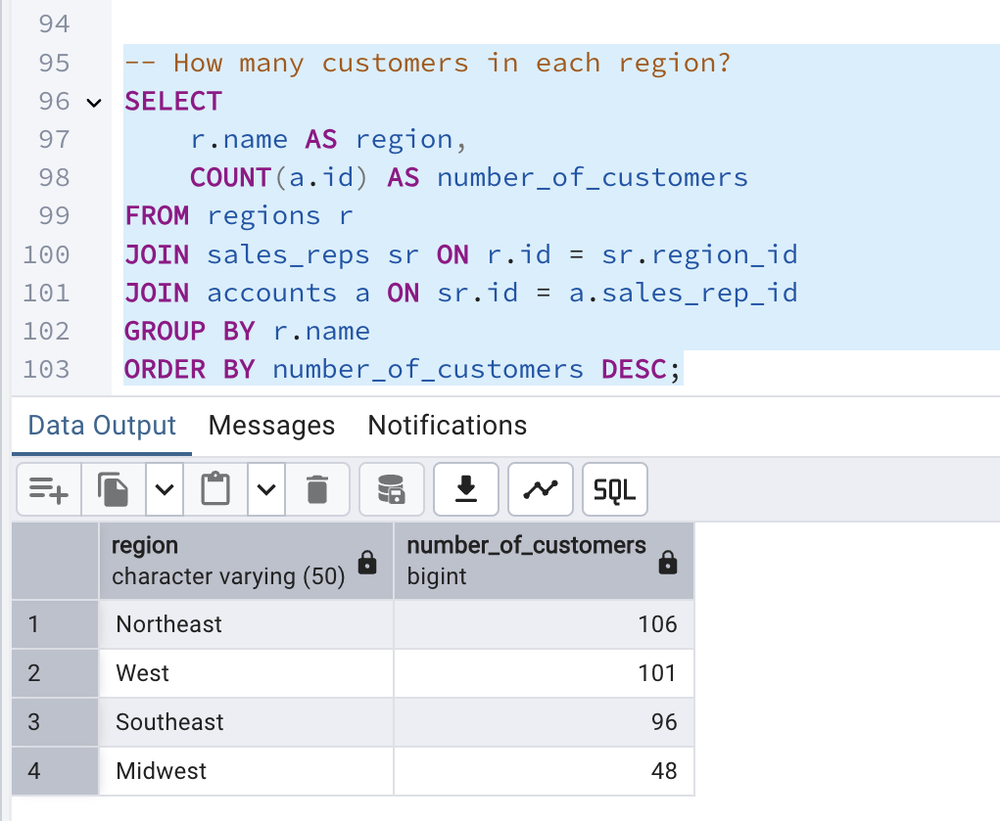 94
95 -- How many customers in each region?
96 SELECT
97     r.name AS region,
98     COUNT(a.id) AS number_of_customers
99 FROM regions r
100 JOIN sales_reps sr ON r.id = sr.region_id
101 JOIN accounts a ON sr.id = a.sales_rep_id
102 GROUP BY r.name
103 ORDER BY number_of_customers DESC;
Data Output Messages Notifications
SQL
region number_of_customers
character varying (50) bigint
1 Northeast 106
2 West 101
3 Southeast 96
4 Midwest 48